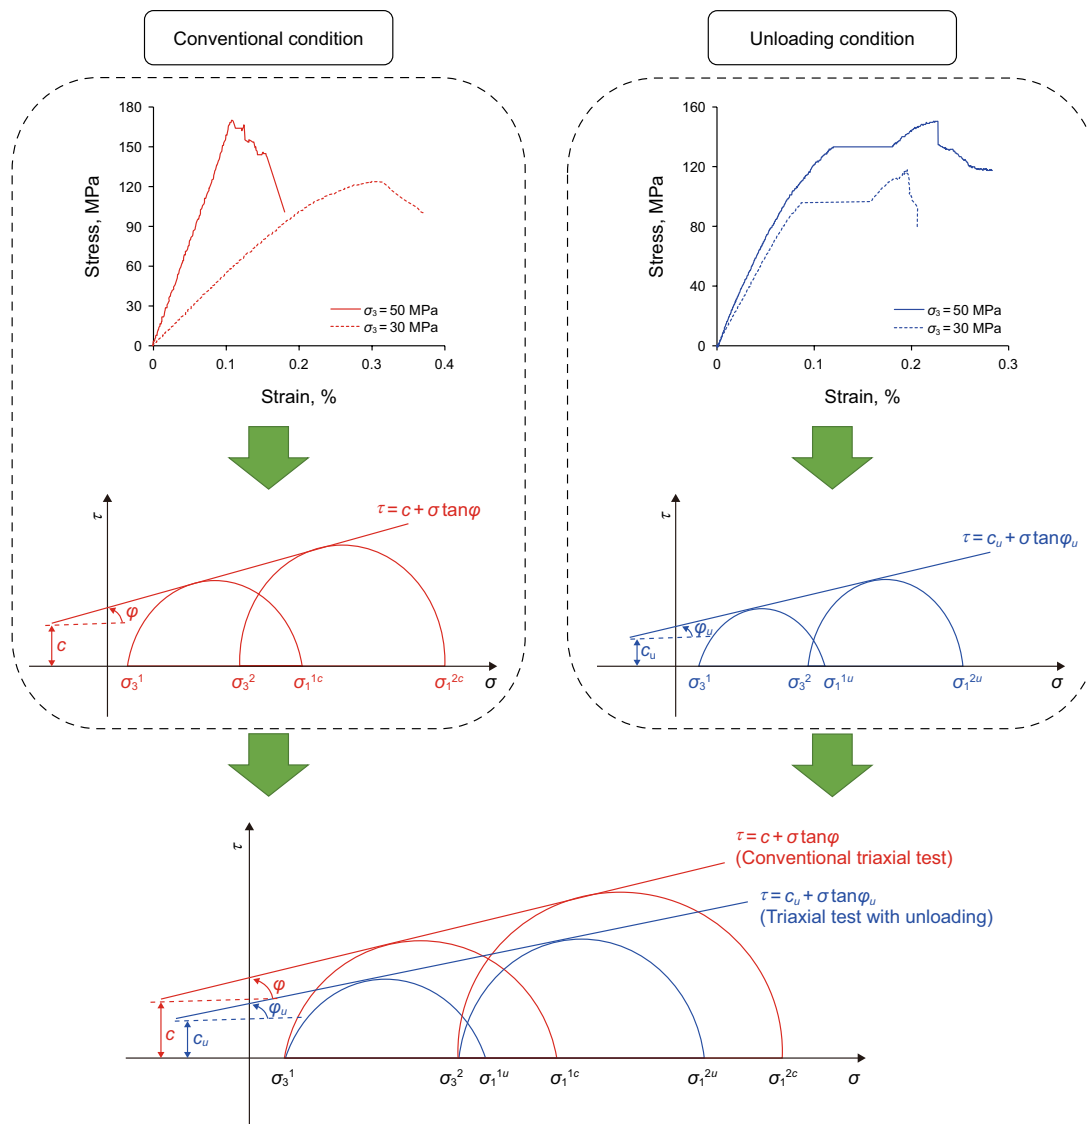 Conventional condition
Unloading condition
180
150
120
90
60
30
0
Stress, MPa
σ₃ = 50 MPa
σ₃ = 30 MPa
0 0.1 0.2 0.3 0.4
Strain, %
160
120
80
40
0
Stress, MPa
σ₃ = 50 MPa
σ₃ = 30 MPa
0 0.1 0.2 0.3
Strain, %
τ
τ = c + σ tanφ
φ
c
σ₃¹ σ₃² σ₁¹ᶜ σ₁²ᶜ σ
τ
τ = cᵤ + σ tanφᵤ
φᵤ
cᵤ
σ₃¹ σ₃² σ₁¹ᵘ σ₁²ᵘ σ
τ
τ = c + σ tanφ
(Conventional triaxial test)
τ = cᵤ + σ tanφᵤ
(Triaxial test with unloading)
φ
φᵤ
c
cᵤ
σ₃¹ σ₃² σ₁¹ᵘ σ₁¹ᶜ σ₁²ᵘ σ₁²ᶜ σ